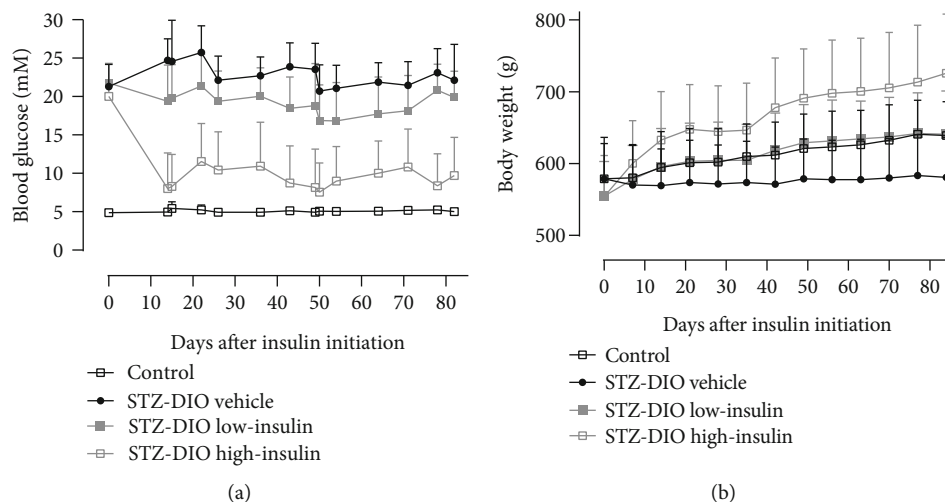 (a)
Blood glucose (mM)
30
25
20
15
10
5
0
0 10 20 30 40 50 60 70 80
Days after insulin initiation
Control
STZ-DIO vehicle
STZ-DIO low-insulin
STZ-DIO high-insulin
(a)
Body weight (g)
800
700
600
500
0 10 20 30 40 50 60 70 80
Days after insulin initiation
Control
STZ-DIO vehicle
STZ-DIO low-insulin
STZ-DIO high-insulin
(b)